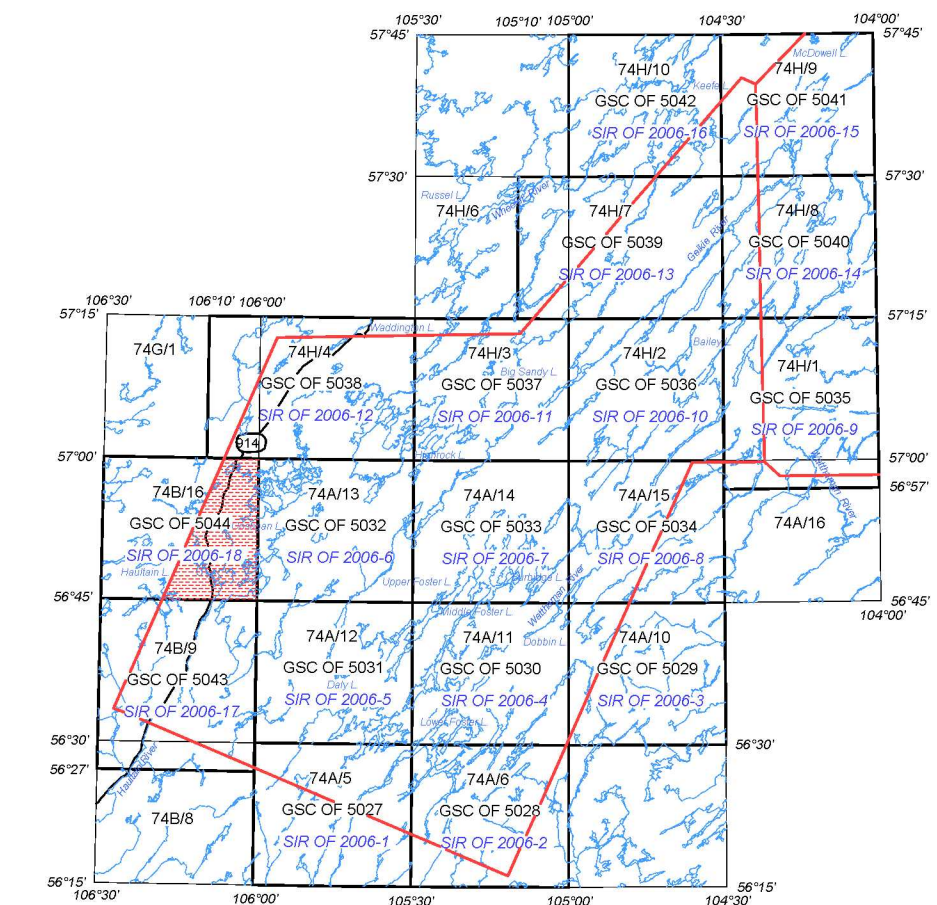 105°30' 105°10' 105°00' 104°30' 104°00'
57°45' 57°45'
McDowell L.
74H/10 74H/9
Keefe L.
GSC OF 5042 GSC OF 5041
SIR OF 2006-16 SIR OF 2006-15
57°30' 57°30'
Russel L. Wheeler River
74H/6 74H/7 74H/8
Geikie River
GSC OF 5039 GSC OF 5040
SIR OF 2006-13 SIR OF 2006-14
106°30' 106°10' 106°00'
57°15' 57°15'
Waddington L.
Bailey L.
74G/1 74H/4 74H/3 74H/2 74H/1
Big Sandy L.
GSC OF 5038 GSC OF 5037 GSC OF 5036 GSC OF 5035
SIR OF 2006-12 SIR OF 2006-11 SIR OF 2006-10 SIR OF 2006-9
914
57°00' 57°00'
Wathaman River
56°57'
74B/16 74A/13 74A/14 74A/15 74A/16
GSC OF 5044 GSC OF 5032 GSC OF 5033 GSC OF 5034
SIR OF 2006-18 SIR OF 2006-6 SIR OF 2006-7 SIR OF 2006-8
Haultain L. Upper Foster L.
Wathaman River
56°45' 56°45'
104°00'
Middle Foster L.
Dobbin L.
74B/9 74A/12 74A/11 74A/10
GSC OF 5043 GSC OF 5031 GSC OF 5030 GSC OF 5029
Daly L.
SIR OF 2006-17 SIR OF 2006-5 SIR OF 2006-4 SIR OF 2006-3
Lower Foster L.
56°30' 56°30'
56°27'
Haultain River
74A/5 74A/6
GSC OF 5027 GSC OF 5028
74B/8
SIR OF 2006-1 SIR OF 2006-2
56°15' 56°15'
106°30' 106°00' 105°30' 105°00'